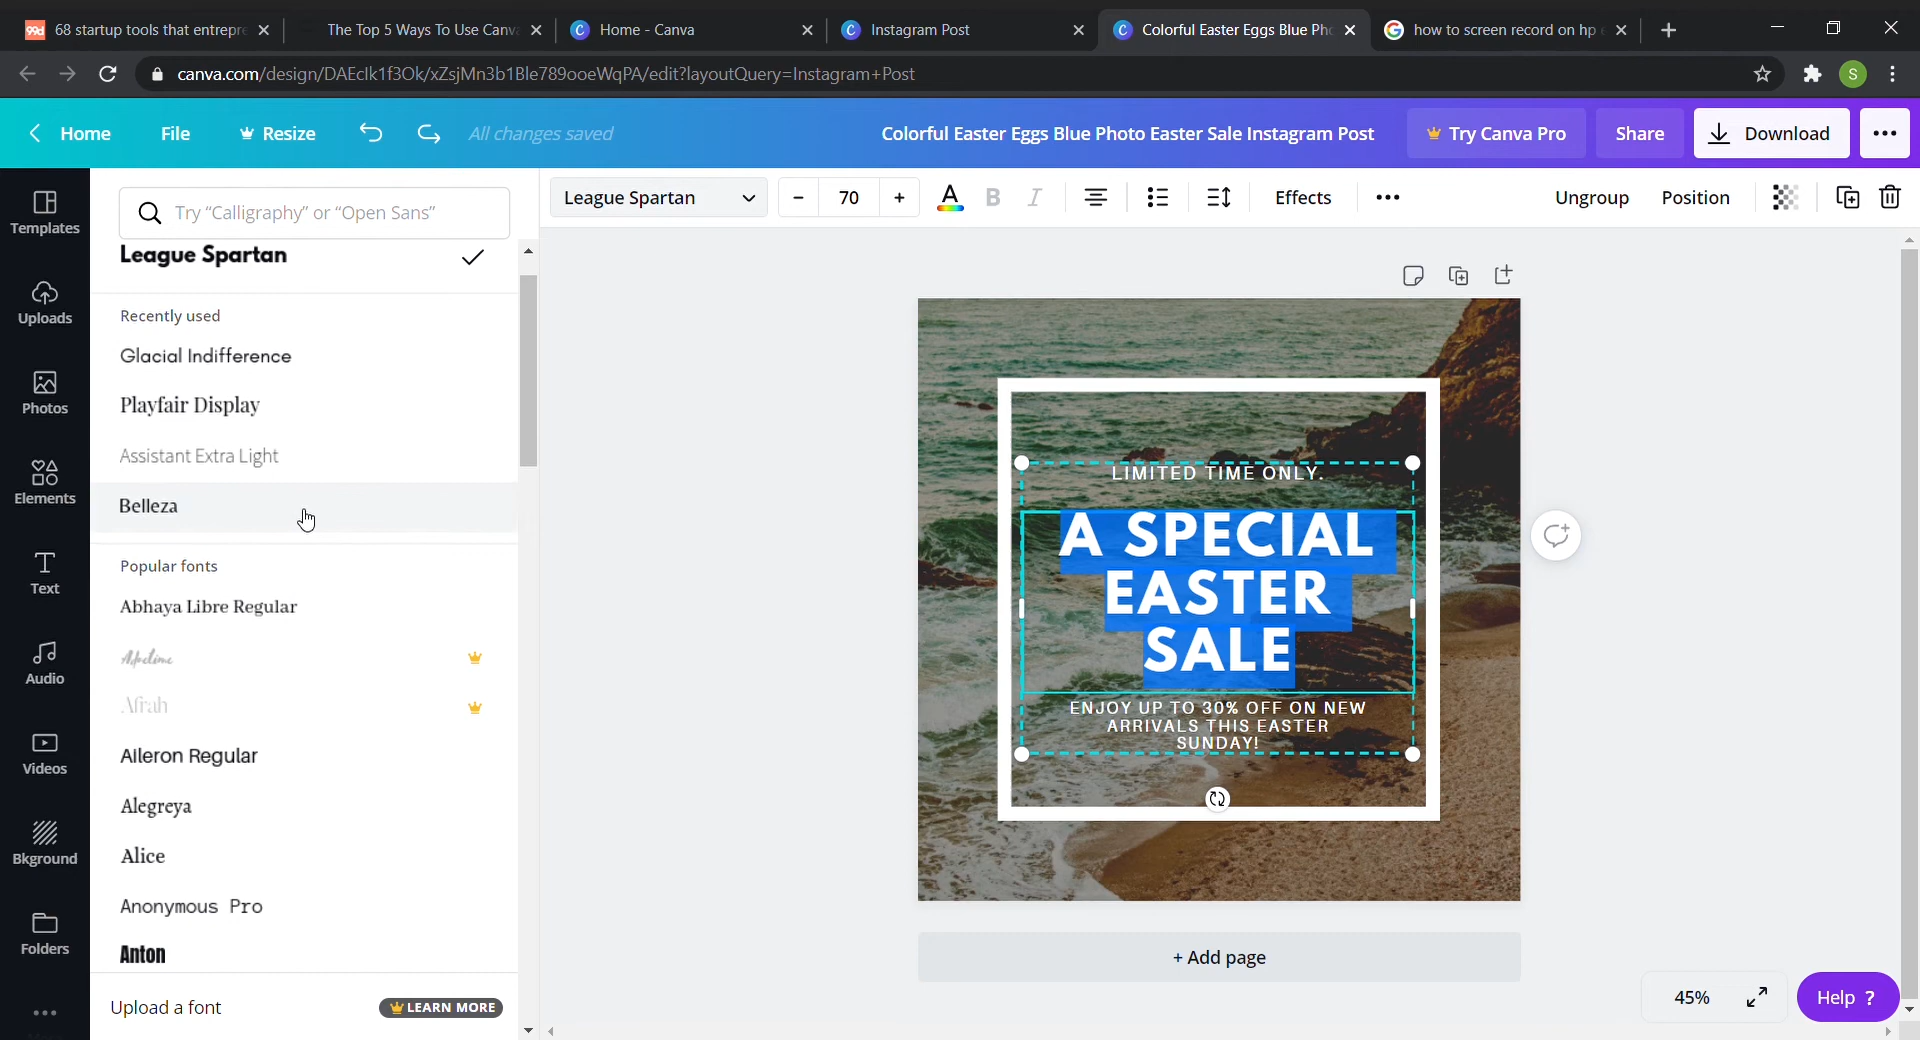 68 startup tools that entrepre
The Top 5 Ways To Use Canva
Home - Canva
Instagram Post
Colorful Easter Eggs Blue Pho
how to screen record on hp e
canva.com/design/DAEclk1f3Ok/xZsjMn3b1Ble789ooeWqPA/edit?layoutQuery=Instagram+Post
S
Home
File
Resize
All changes saved
Colorful Easter Eggs Blue Photo Easter Sale Instagram Post
Try Canva Pro
Share
Download
Templates
Uploads
Photos
Elements
Text
Audio
Videos
Bkground
Folders
Try “Calligraphy” or “Open Sans”
League Spartan
Recently used
Glacial Indifference
Playfair Display
Assistant Extra Light
Belleza
Popular fonts
Abhaya Libre Regular
Adelime
Afrah
Aileron Regular
Alegreya
Alice
Anonymous Pro
Anton
Upload a font
LEARN MORE
League Spartan
– 70 +
A B I
Effects
Ungroup
Position
LIMITED TIME ONLY.
A SPECIAL
EASTER
SALE
ENJOY UP TO 30% OFF ON NEW
ARRIVALS THIS EASTER
SUNDAY!
+ Add page
45%
Help ?